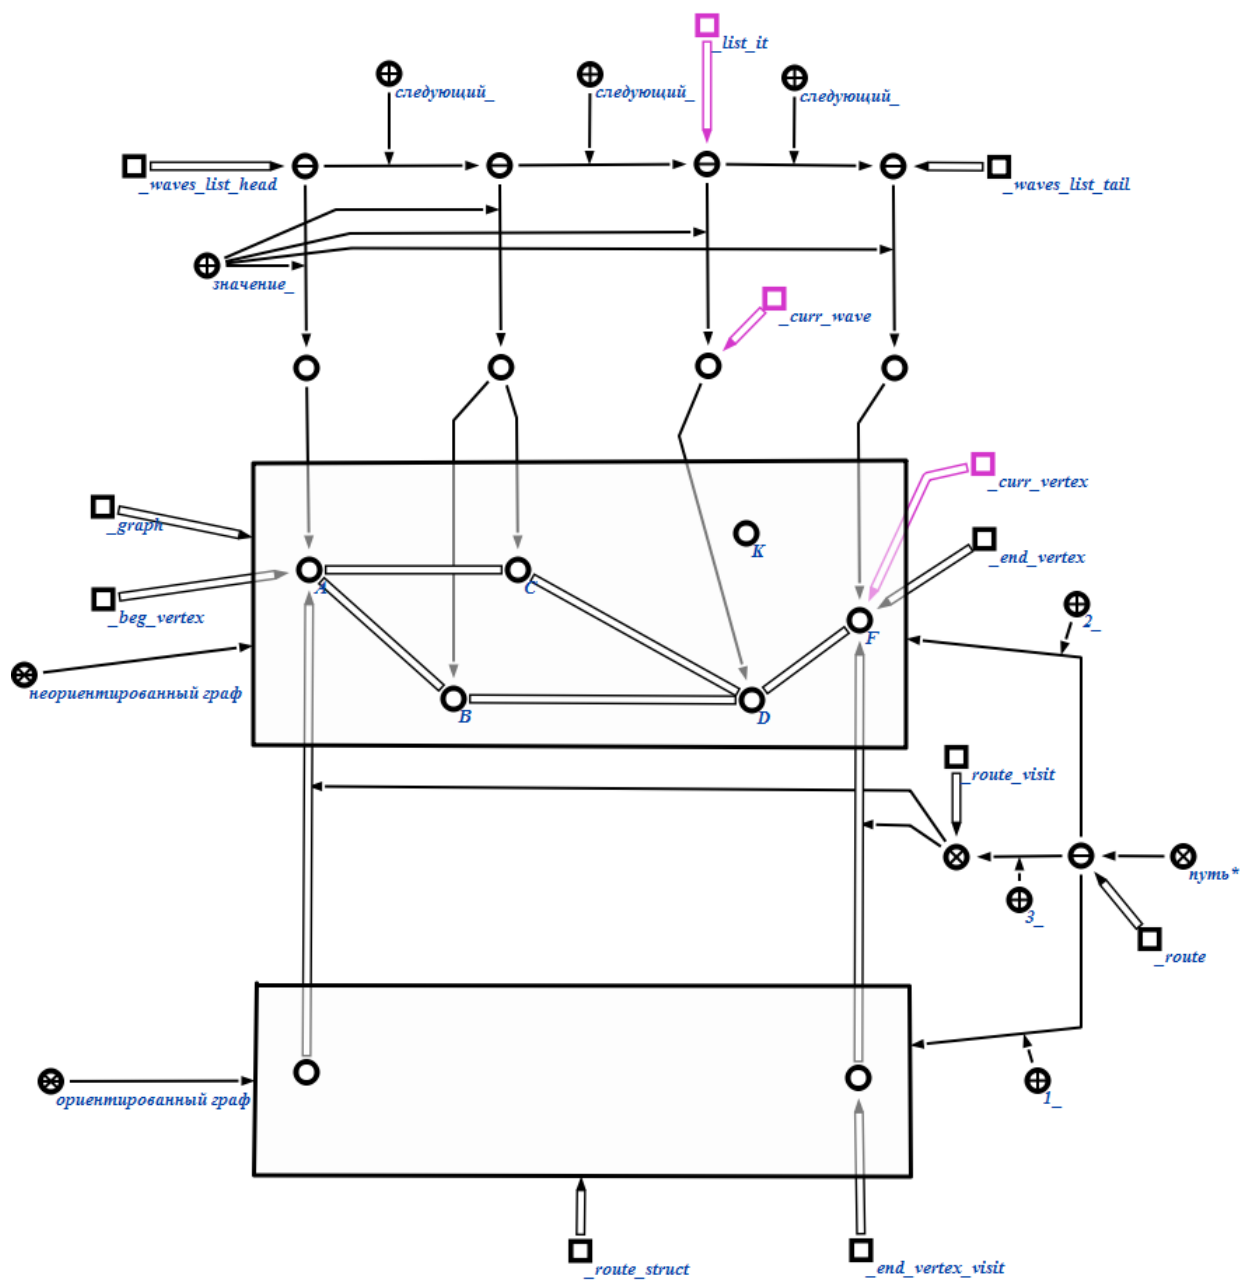 _list_it
следующий_
следующий_
следующий_
_waves_list_head
_waves_list_tail
значение_
_curr_wave
_curr_vertex
_graph
K
_end_vertex
A
C
_beg_vertex
2_
F
неориентированный граф
B
D
_route_visit
путь*
3_
_route
ориентированный граф
1_
_route_struct
_end_vertex_visit